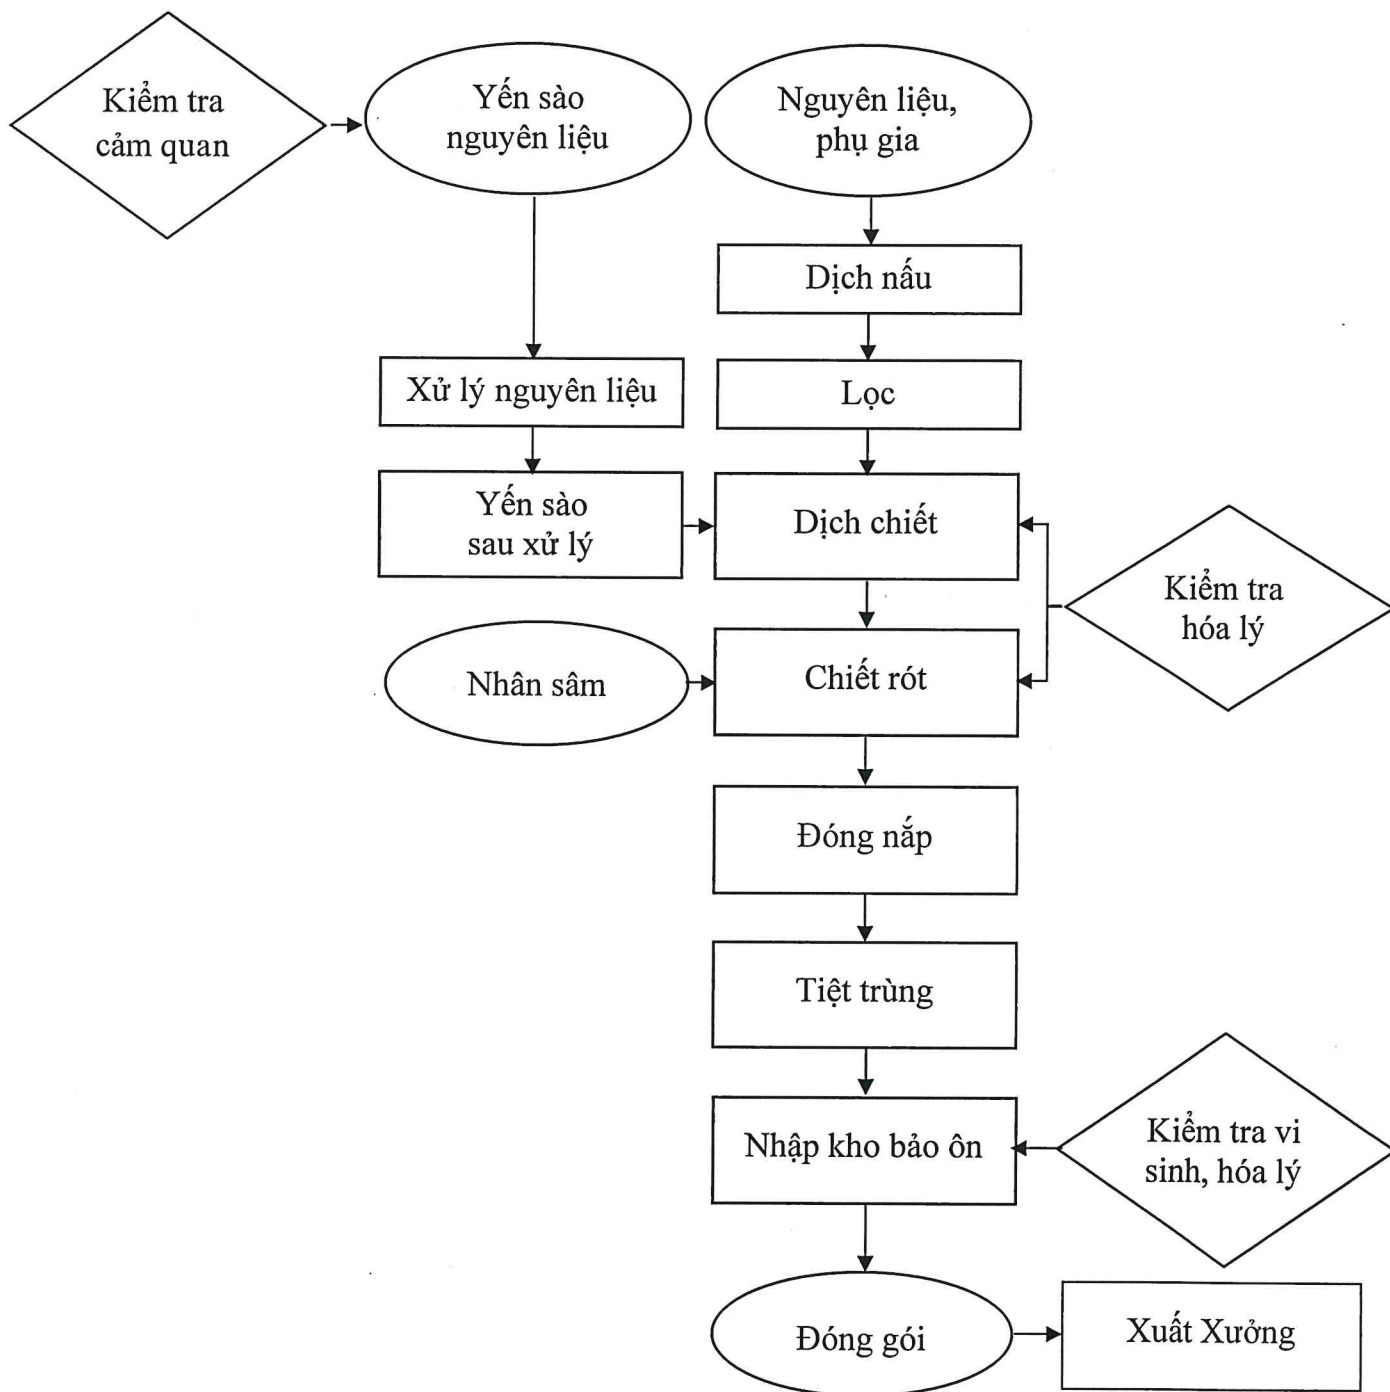 Kiểm tra
cảm quan
Yến sào
nguyên liệu
Nguyên liệu,
phụ gia
Dịch nấu
Xử lý nguyên liệu
Lọc
Yến sào
sau xử lý
Dịch chiết
Kiểm tra
hóa lý
Nhân sâm
Chiết rót
Đóng nắp
Tiệt trùng
Nhập kho bảo ôn
Kiểm tra vi
sinh, hóa lý
Đóng gói
Xuất Xưởng